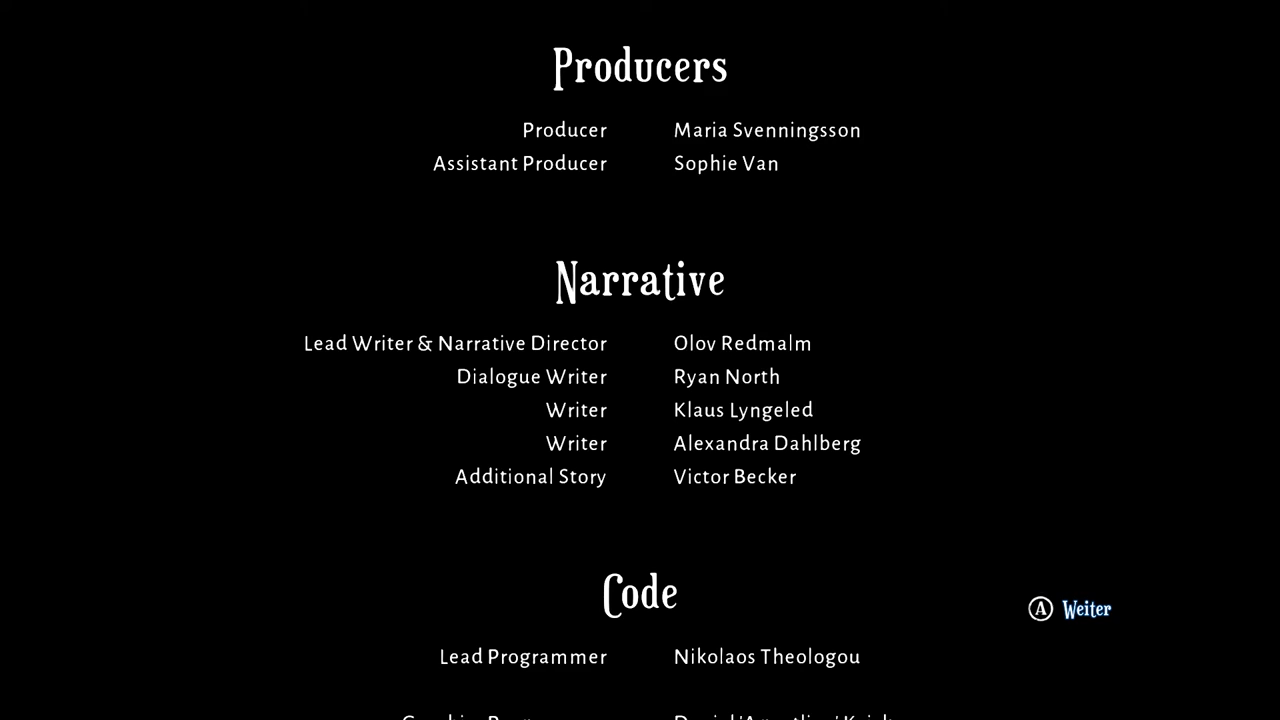 Producers
Producer Maria Svenningsson
Assistant Producer Sophie Van
Narrative
Lead Writer & Narrative Director Olov Redmalm
Dialogue Writer Ryan North
Writer Klaus Lyngeled
Writer Alexandra Dahlberg
Additional Story Victor Becker
Code
A Weiter
Lead Programmer Nikolaos Theologou